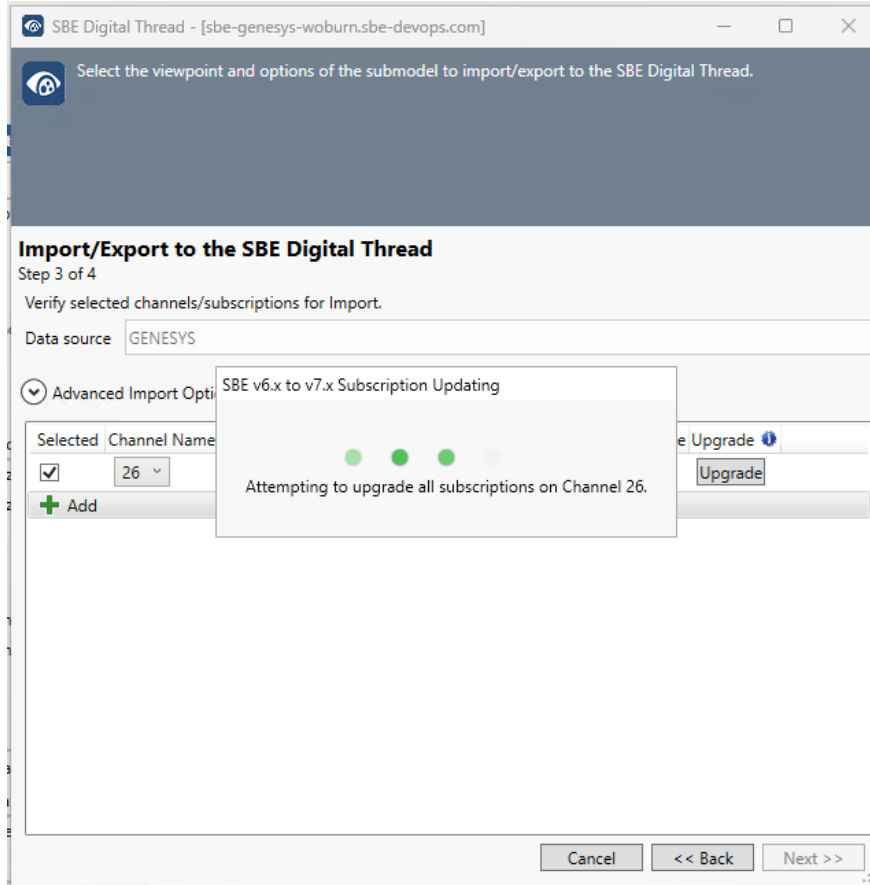 SBE Digital Thread - [sbe-genesys-woburn.sbe-devops.com]
Select the viewpoint and options of the submodel to import/export to the SBE Digital Thread.
Import/Export to the SBE Digital Thread
Step 3 of 4
Verify selected channels/subscriptions for Import.
Data source GENESYS
Advanced Import Opti
SBE v6.x to v7.x Subscription Updating
Selected Channel Name
e Upgrade
26
Upgrade
Attempting to upgrade all subscriptions on Channel 26.
Add
Cancel << Back Next >>